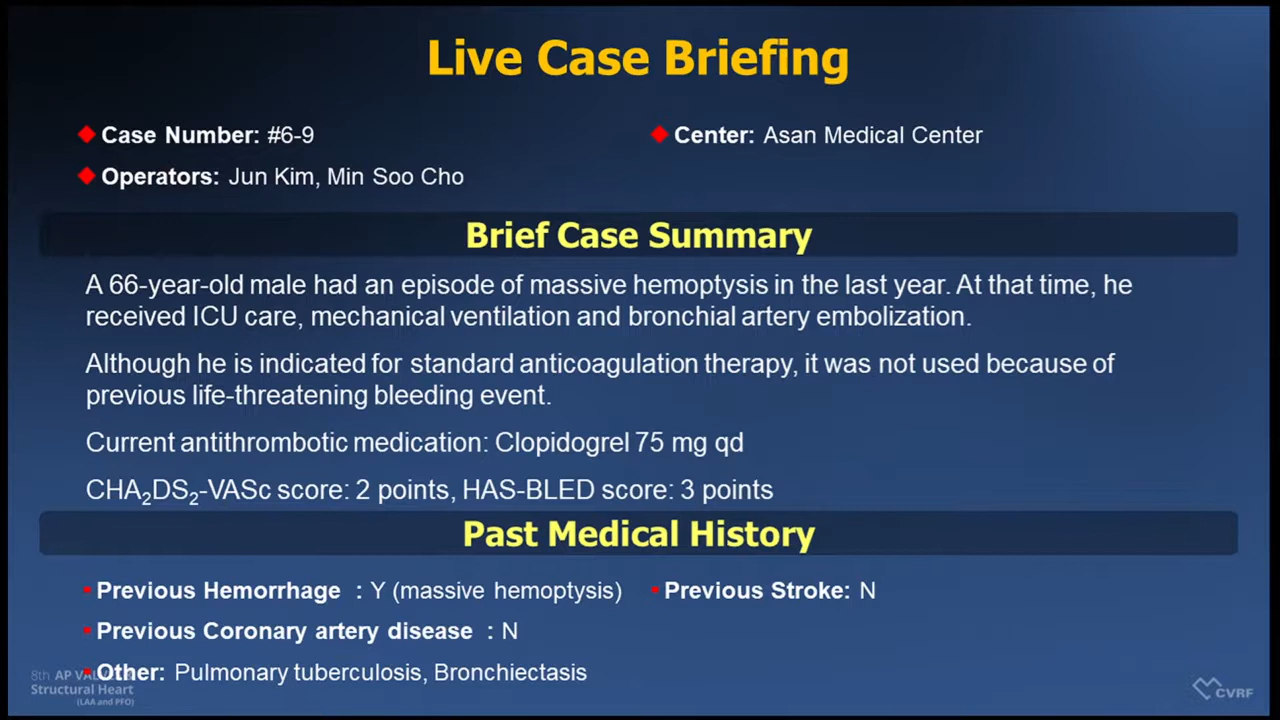 Live Case Briefing
Case Number: #6-9
Center: Asan Medical Center
Operators: Jun Kim, Min Soo Cho
Brief Case Summary
A 66-year-old male had an episode of massive hemoptysis in the last year. At that time, he
received ICU care, mechanical ventilation and bronchial artery embolization.
Although he is indicated for standard anticoagulation therapy, it was not used because of
previous life-threatening bleeding event.
Current antithrombotic medication: Clopidogrel 75 mg qd
CHA₂DS₂-VASc score: 2 points, HAS-BLED score: 3 points
Past Medical History
Previous Hemorrhage : Y (massive hemoptysis)
Previous Stroke: N
Previous Coronary artery disease : N
Other: Pulmonary tuberculosis, Bronchiectasis
8th AP
Structural Heart
(LAA and PFO)
CVRF